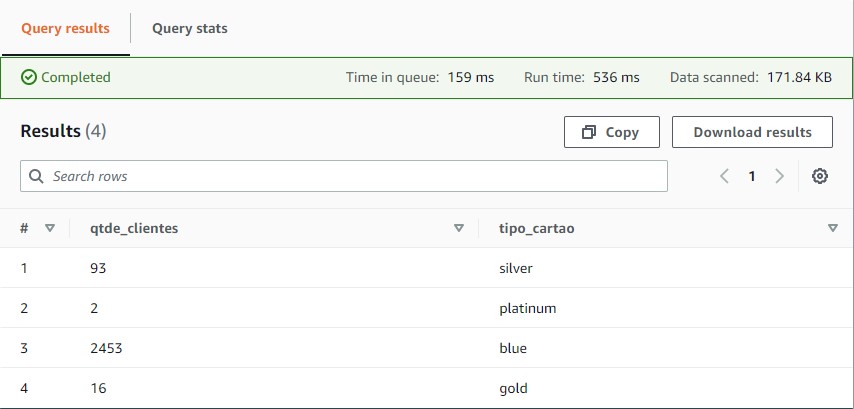 Query results Query stats
Completed Time in queue: 159 ms Run time: 536 ms Data scanned: 171.84 KB
Results (4) Copy Download results
Search rows 1
# qtde_clientes tipo_cartao
1 93 silver
2 2 platinum
3 2453 blue
4 16 gold